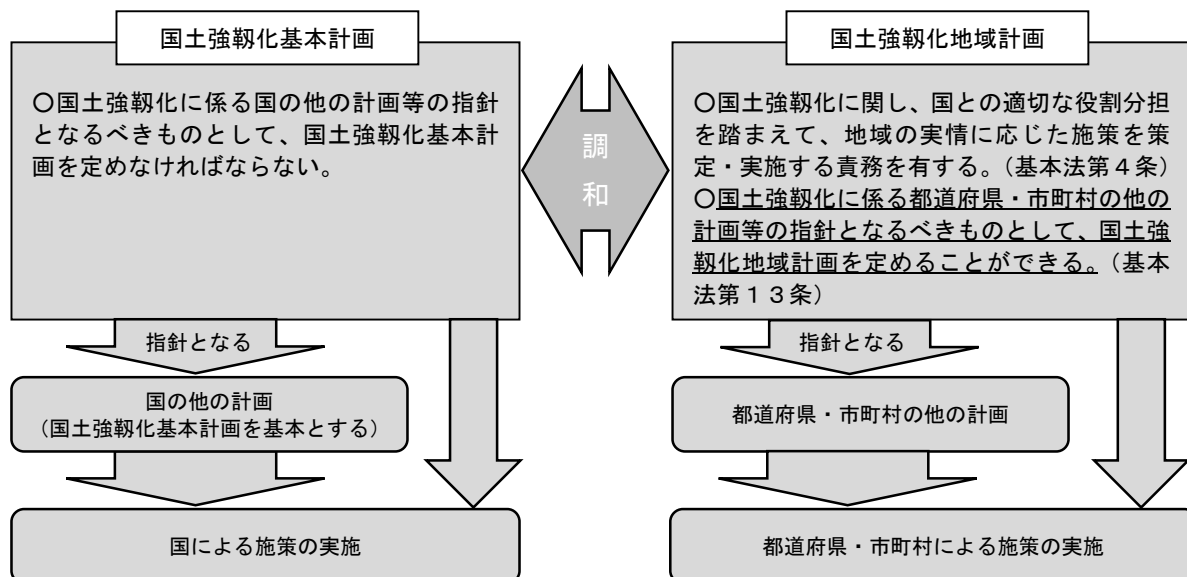 国土強靱化基本計画
〇国土強靱化に係る国の他の計画等の指針
となるべきものとして、国土強靱化基本計
画を定めなければならない。
指針となる
国の他の計画
（国土強靱化基本計画を基本とする）
国による施策の実施
調
和
国土強靱化地域計画
〇国土強靱化に関し、国との適切な役割分担
を踏まえて、地域の実情に応じた施策を策
定・実施する責務を有する。（基本法第４条）
〇国土強靱化に係る都道府県・市町村の他の
計画等の指針となるべきものとして、国土強
靱化地域計画を定めることができる。（基本
法第１３条）
指針となる
都道府県・市町村の他の計画
都道府県・市町村による施策の実施